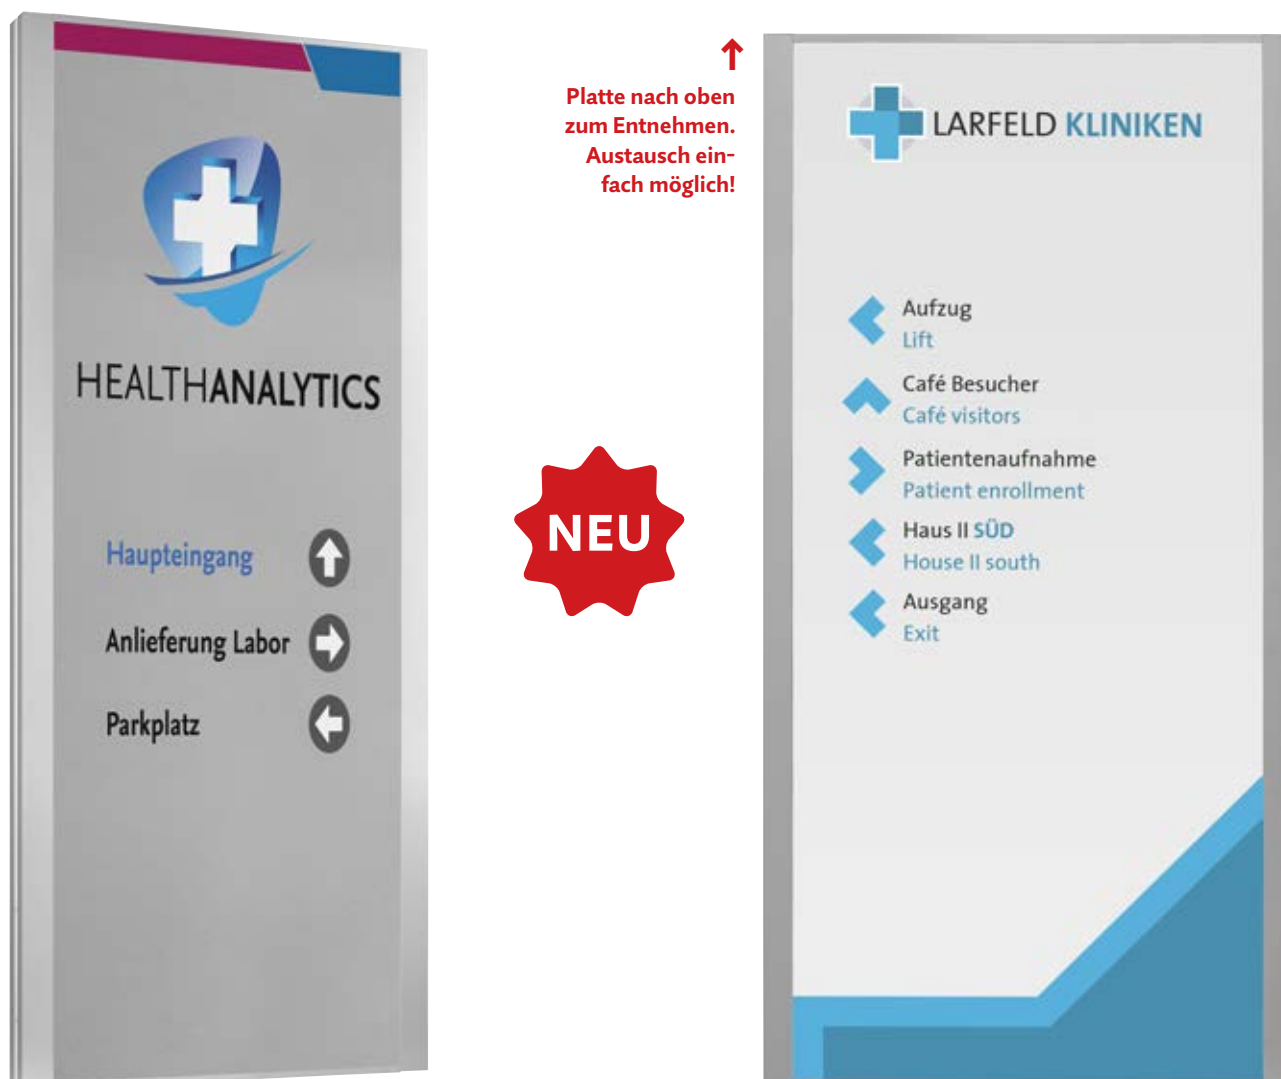 HEALTHANALYTICS
Haupteingang
Anlieferung Labor
Parkplatz
Platte nach oben
zum Entnehmen.
Austausch ein-
fach möglich!
NEU
LARFELD KLINIKEN
Aufzug
Lift
Café Besucher
Café visitors
Patientenaufnahme
Patient enrollment
Haus II SÜD
House II south
Ausgang
Exit